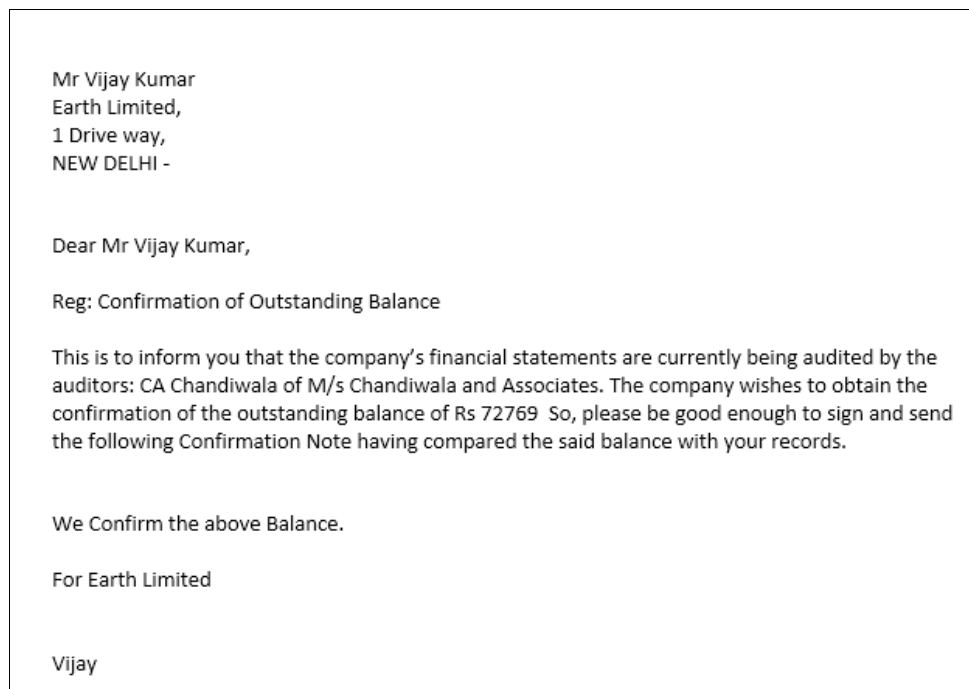 Mr Vijay Kumar
Earth Limited,
1 Drive way,
NEW DELHI -
Dear Mr Vijay Kumar,
Reg: Confirmation of Outstanding Balance
This is to inform you that the company’s financial statements are currently being audited by the
auditors: CA Chandiwala of M/s Chandiwala and Associates. The company wishes to obtain the
confirmation of the outstanding balance of Rs 72769  So, please be good enough to sign and send
the following Confirmation Note having compared the said balance with your records.
We Confirm the above Balance.
For Earth Limited
Vijay